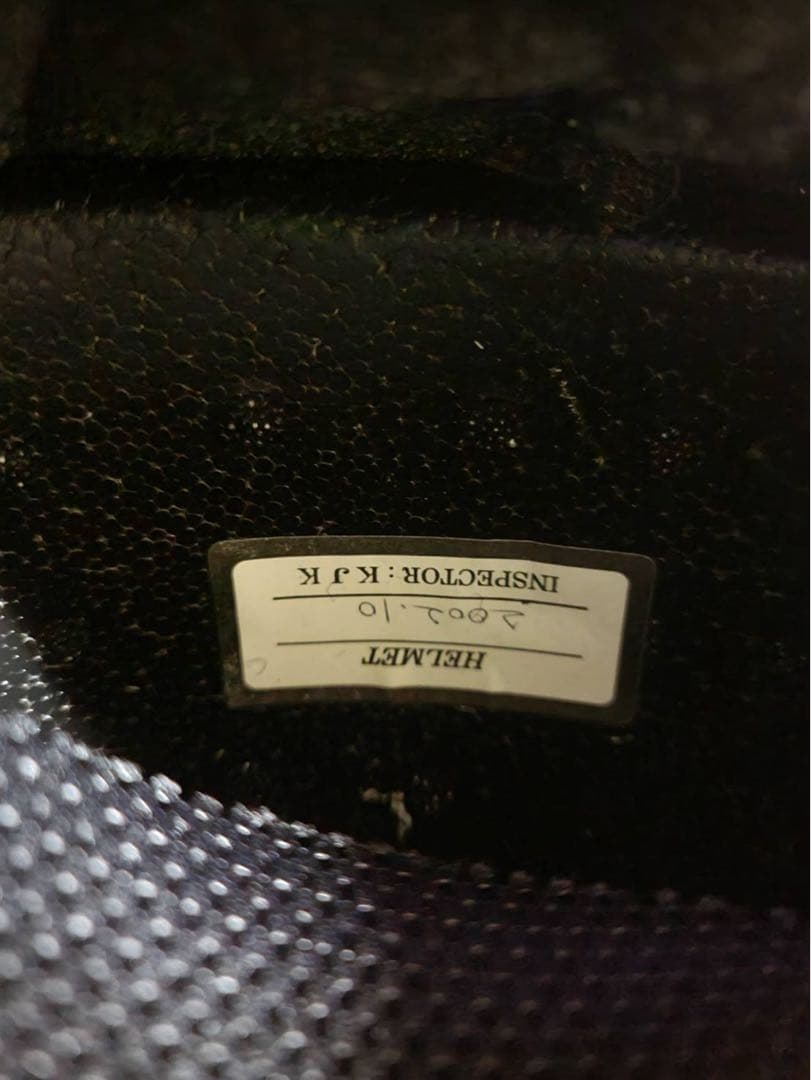 HELMET
2002.10
INSPECTOR: K J K